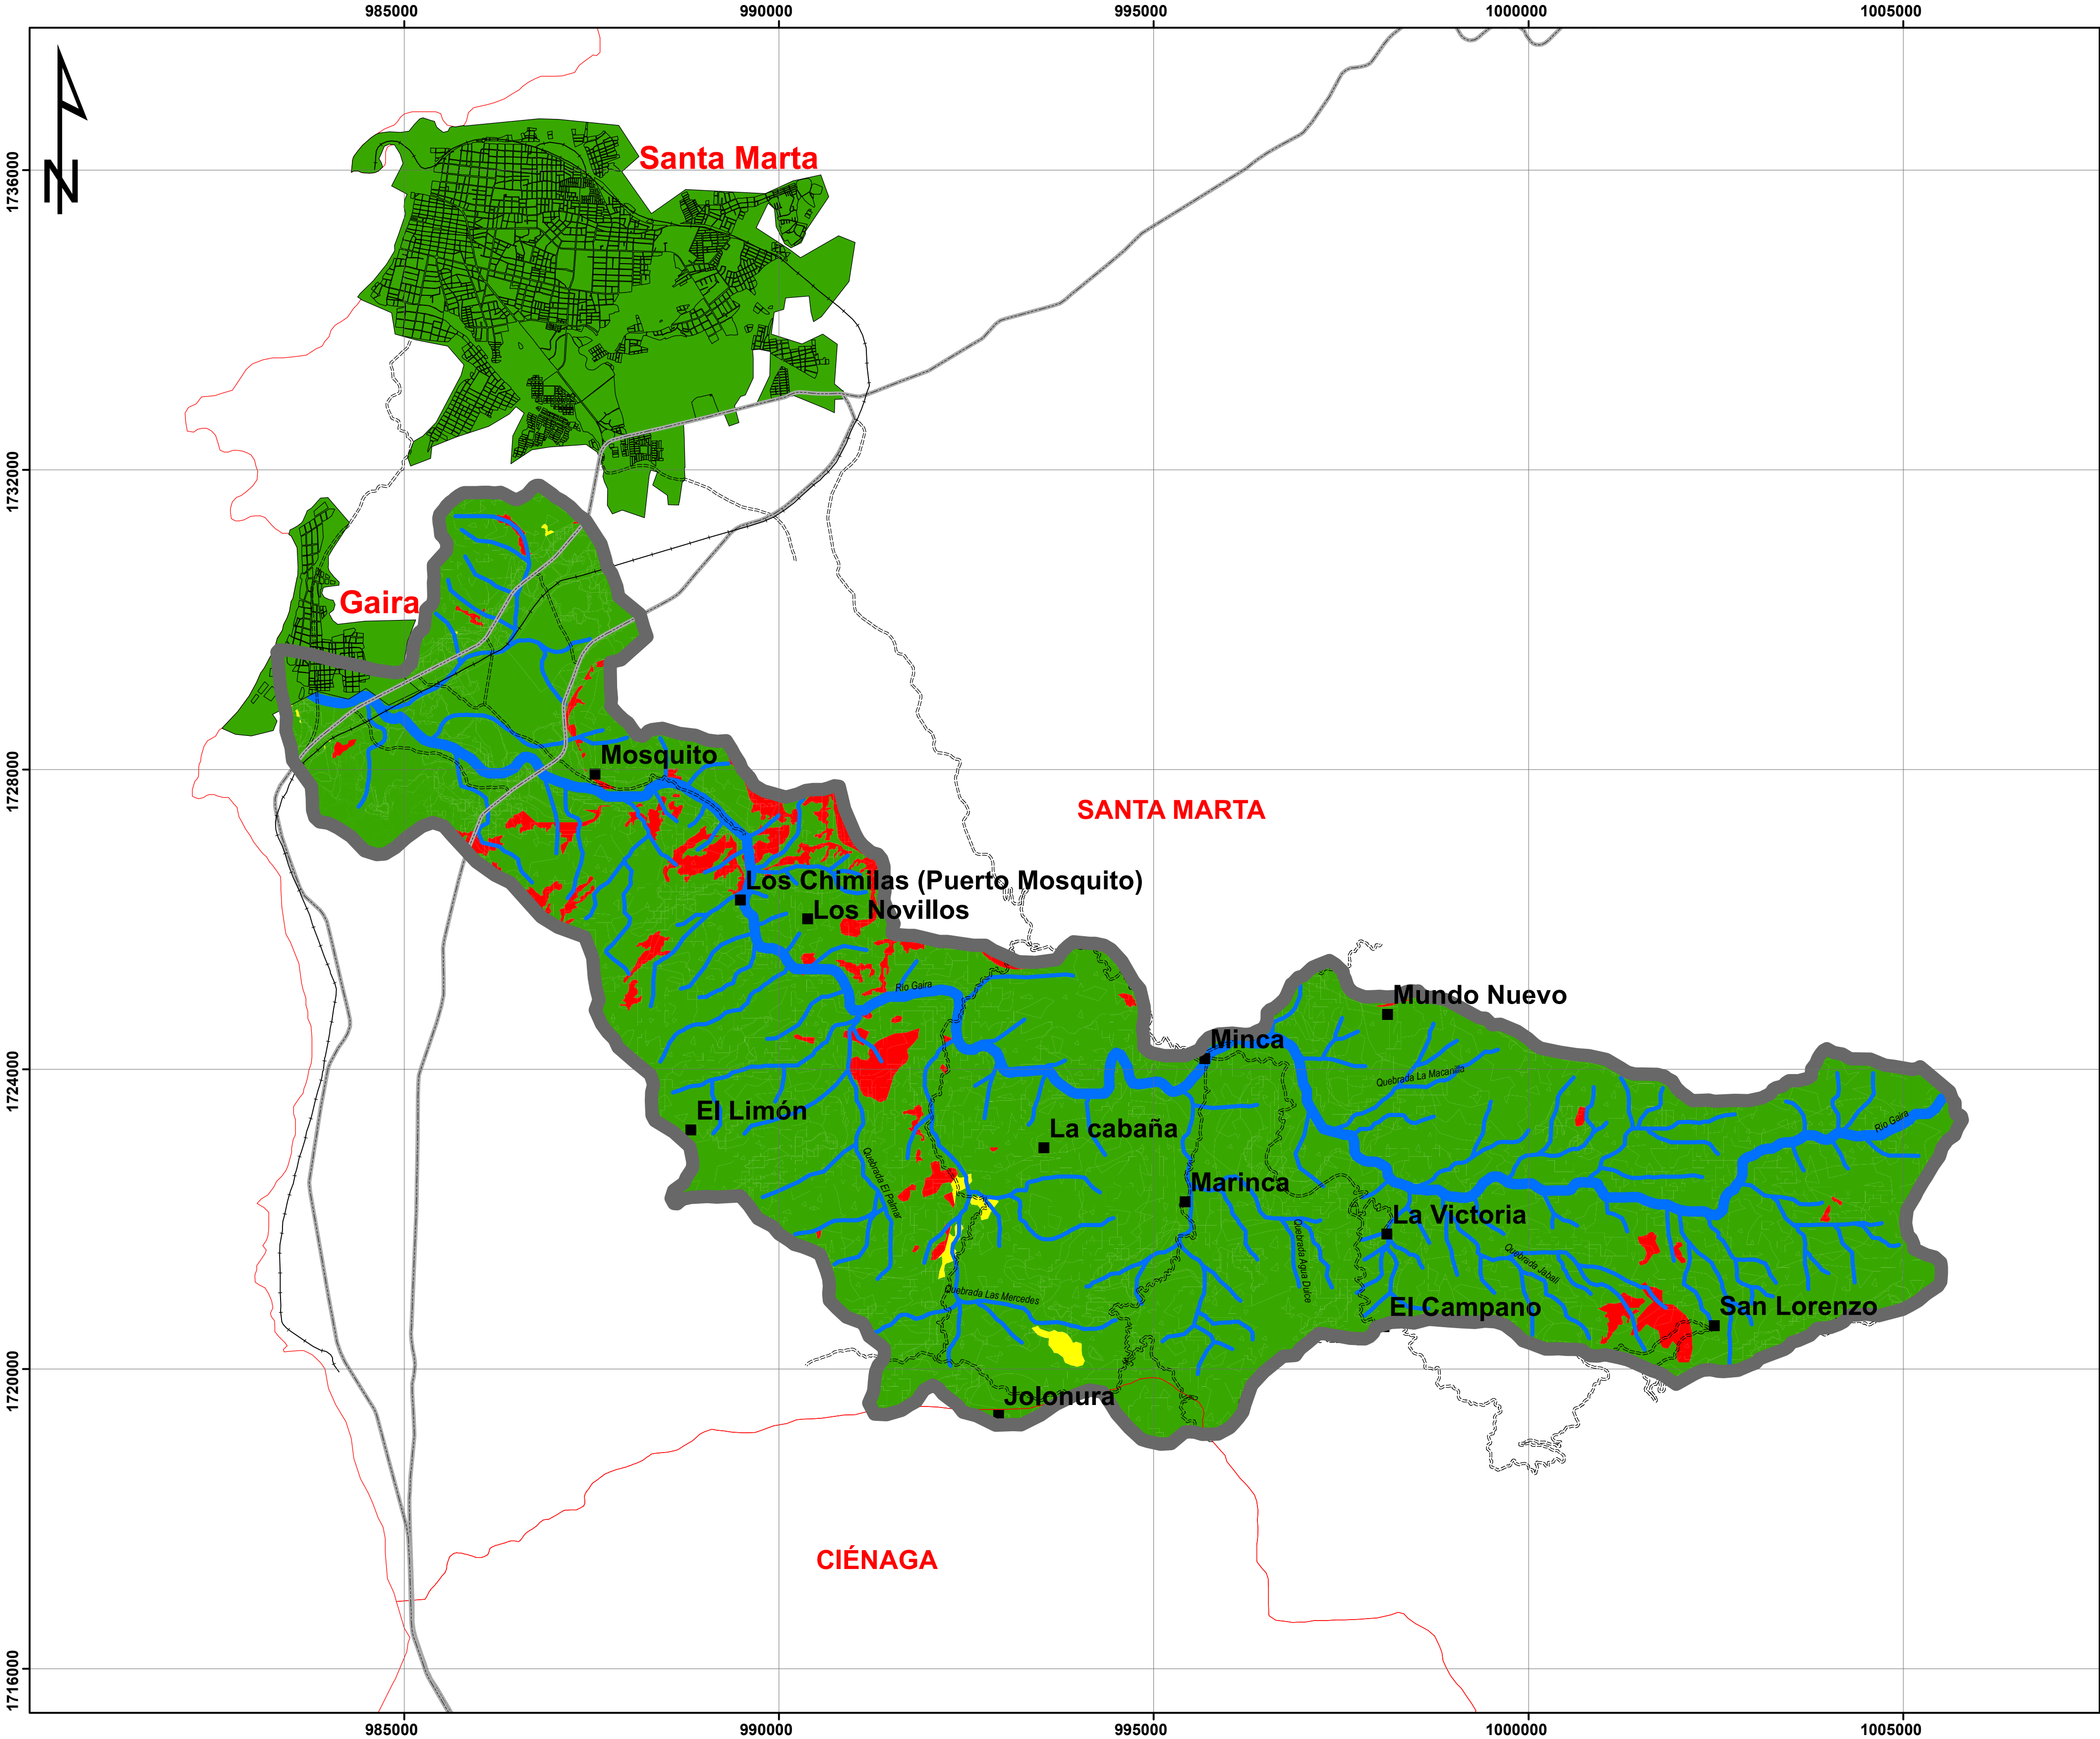 985000 990000 995000 1000000 1005000
1736000
N
Santa Marta
1732000
Gaira
1728000
Mosquito
SANTA MARTA
Los Chimilas (Puerto Mosquito)
Los Novillos
Rio Gaira
Mundo Nuevo
Minca
1724000
Quebrada La Macanilla
El Limón
La cabaña
Rio Gaira
Quebrada El Palmar
Marinca
La Victoria
Quebrada Agua Dulce
Quebrada Jabalí
Quebrada Las Mercedes
El Campano
San Lorenzo
1720000
Jolonura
CIÉNAGA
1716000
985000 990000 995000 1000000 1005000